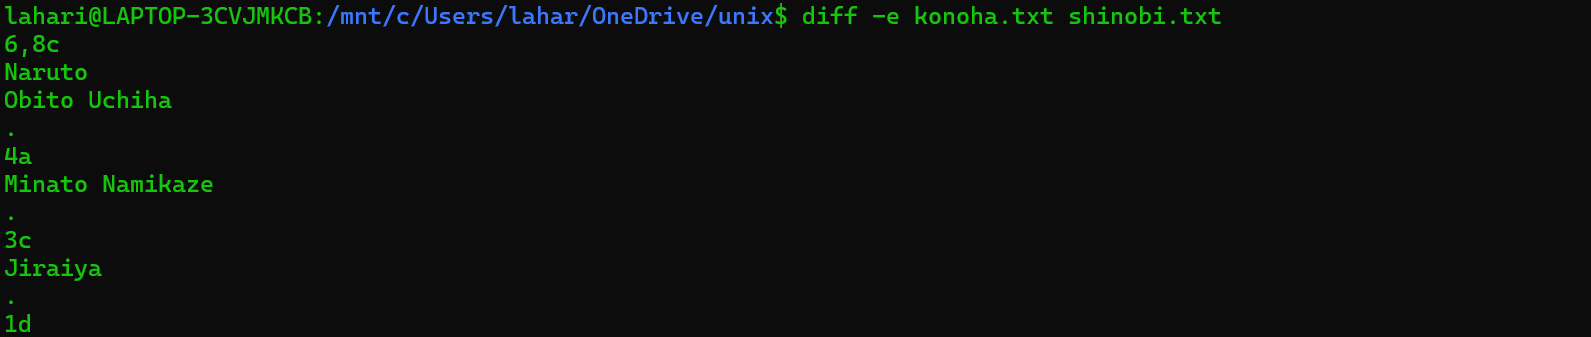 lahari@LAPTOP-3CVJMKCB:/mnt/c/Users/lahar/OneDrive/unix$ diff -e konoha.txt shinobi.txt
6,8c
Naruto
Obito Uchiha
.
4a
Minato Namikaze
.
3c
Jiraiya
.
1d